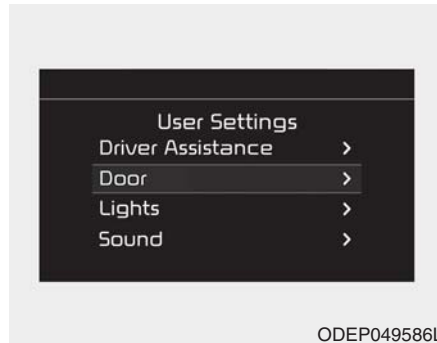 User Settings
Driver Assistance >
Door >
Lights >
Sound >
ODEP049586L